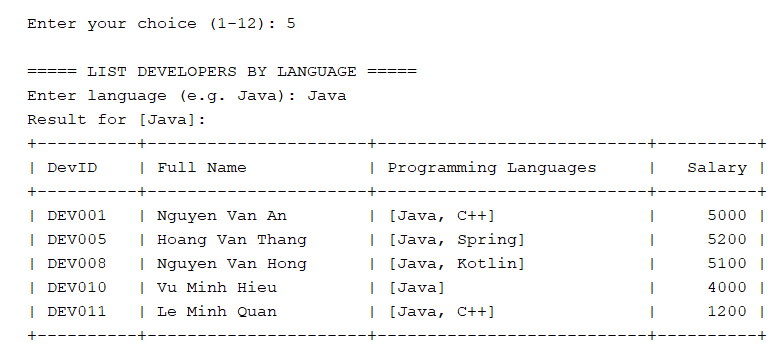 Enter your choice (1-12): 5
===== LIST DEVELOPERS BY LANGUAGE =====
Enter language (e.g. Java): Java
Result for [Java]:
+----------+----------------------+---------------------------+----------+
| DevID    | Full Name            | Programming Languages     |   Salary |
+----------+----------------------+---------------------------+----------+
| DEV001   | Nguyen Van An        | [Java, C++]               |     5000 |
| DEV005   | Hoang Van Thang      | [Java, Spring]            |     5200 |
| DEV008   | Nguyen Van Hong      | [Java, Kotlin]            |     5100 |
| DEV010   | Vu Minh Hieu         | [Java]                    |     4000 |
| DEV011   | Le Minh Quan         | [Java, C++]               |     1200 |
+----------+----------------------+---------------------------+----------+